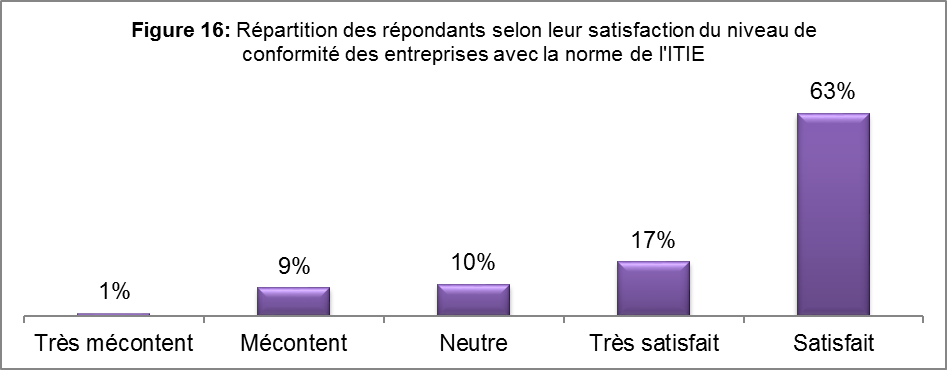 Figure 16: Répartition des répondants selon leur satisfaction du niveau de
conformité des entreprises avec la norme de l'ITIE
63%
17%
10%
9%
1%
Très mécontent Mécontent Neutre Très satisfait Satisfait